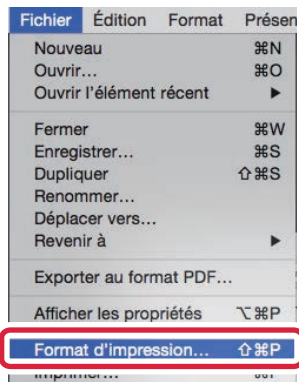 Fichier Édition Format Présen
Nouveau ⌘N
Ouvrir... ⌘O
Ouvrir l'élément récent ▶
Fermer ⌘W
Enregistrer... ⌘S
Dupliquer ⇧⌘S
Renommer...
Déplacer vers...
Revenir à ▶
Exporter au format PDF...
Afficher les propriétés ⌥⌘P
Format d'impression... ⇧⌘P
Imprimer... ⌘P